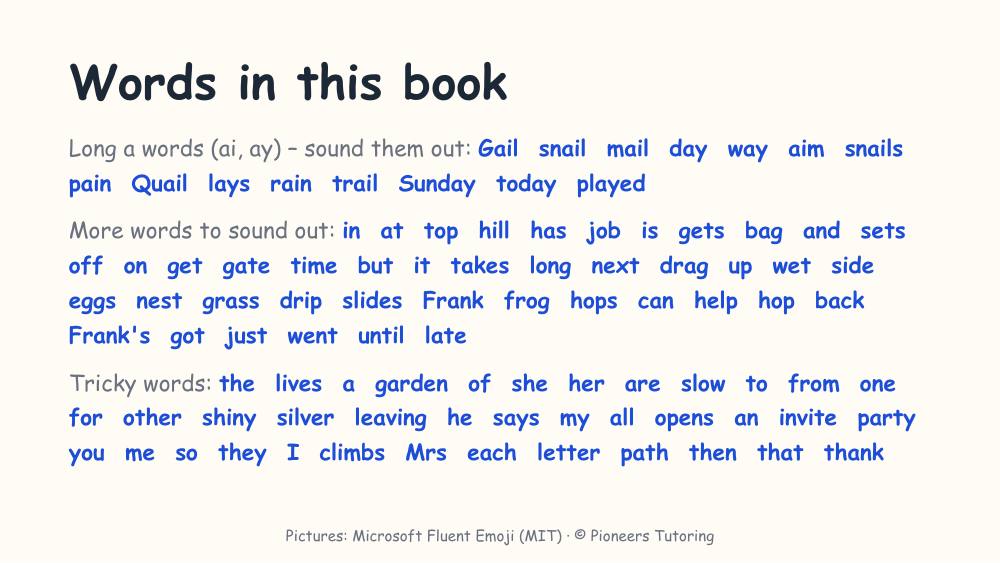 Words in this book
Long a words (ai, ay) – sound them out: Gail snail mail day way aim snails
pain Quail lays rain trail Sunday today played
More words to sound out: in at top hill has job is gets bag and sets
off on get gate time but it takes long next drag up wet side
eggs nest grass drip slides Frank frog hops can help hop back
Frank's got just went until late
Tricky words: the lives a garden of she her are slow to from one
for other shiny silver leaving he says my all opens an invite party
you me so they I climbs Mrs each letter path then that thank
Pictures: Microsoft Fluent Emoji (MIT) · © Pioneers Tutoring